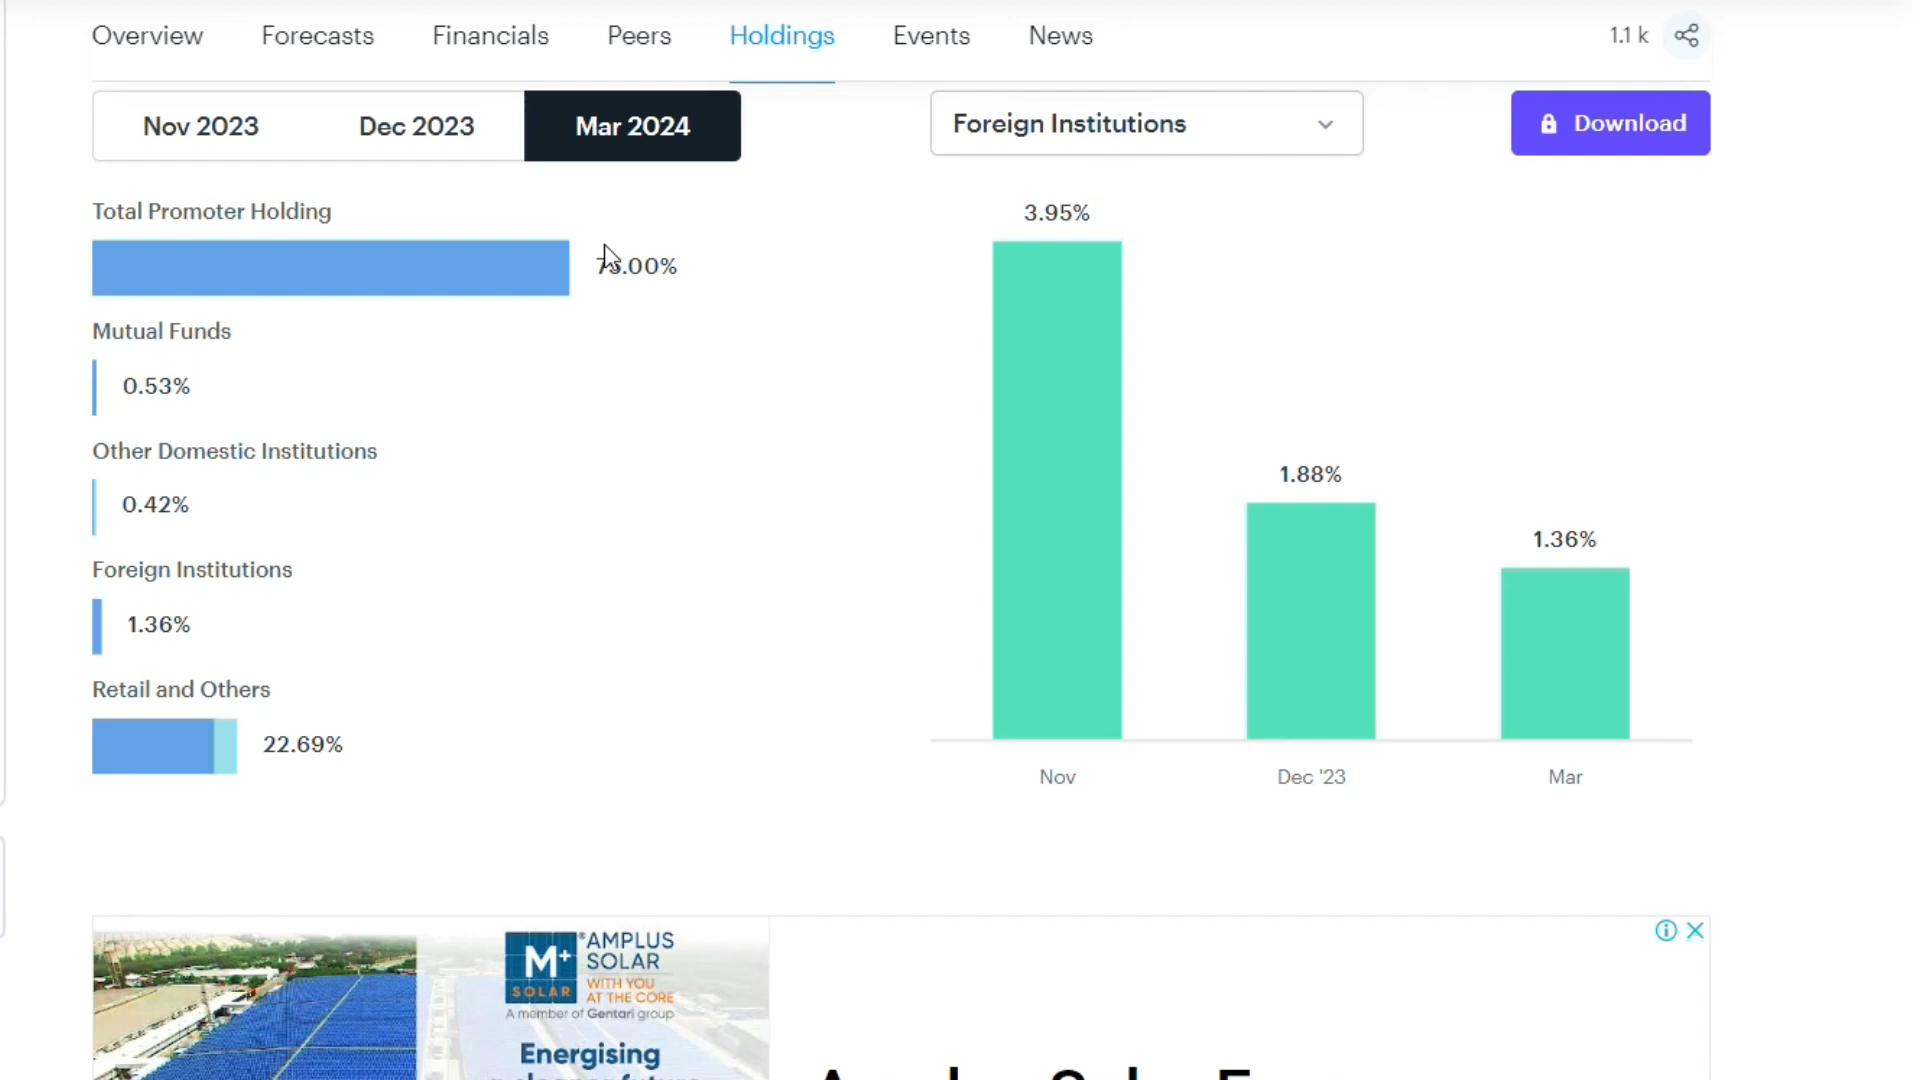 Overview Forecasts Financials Peers Holdings Events News 1.1 k
Nov 2023 Dec 2023 Mar 2024 Foreign Institutions Download
Total Promoter Holding
75.00%
Mutual Funds
0.53%
Other Domestic Institutions
0.42%
Foreign Institutions
1.36%
Retail and Others
22.69%
3.95%
1.88%
1.36%
Nov Dec '23 Mar
M+
SOLAR
AMPLUS
SOLAR
WITH YOU
AT THE CORE
A member of Gentari group
Energising